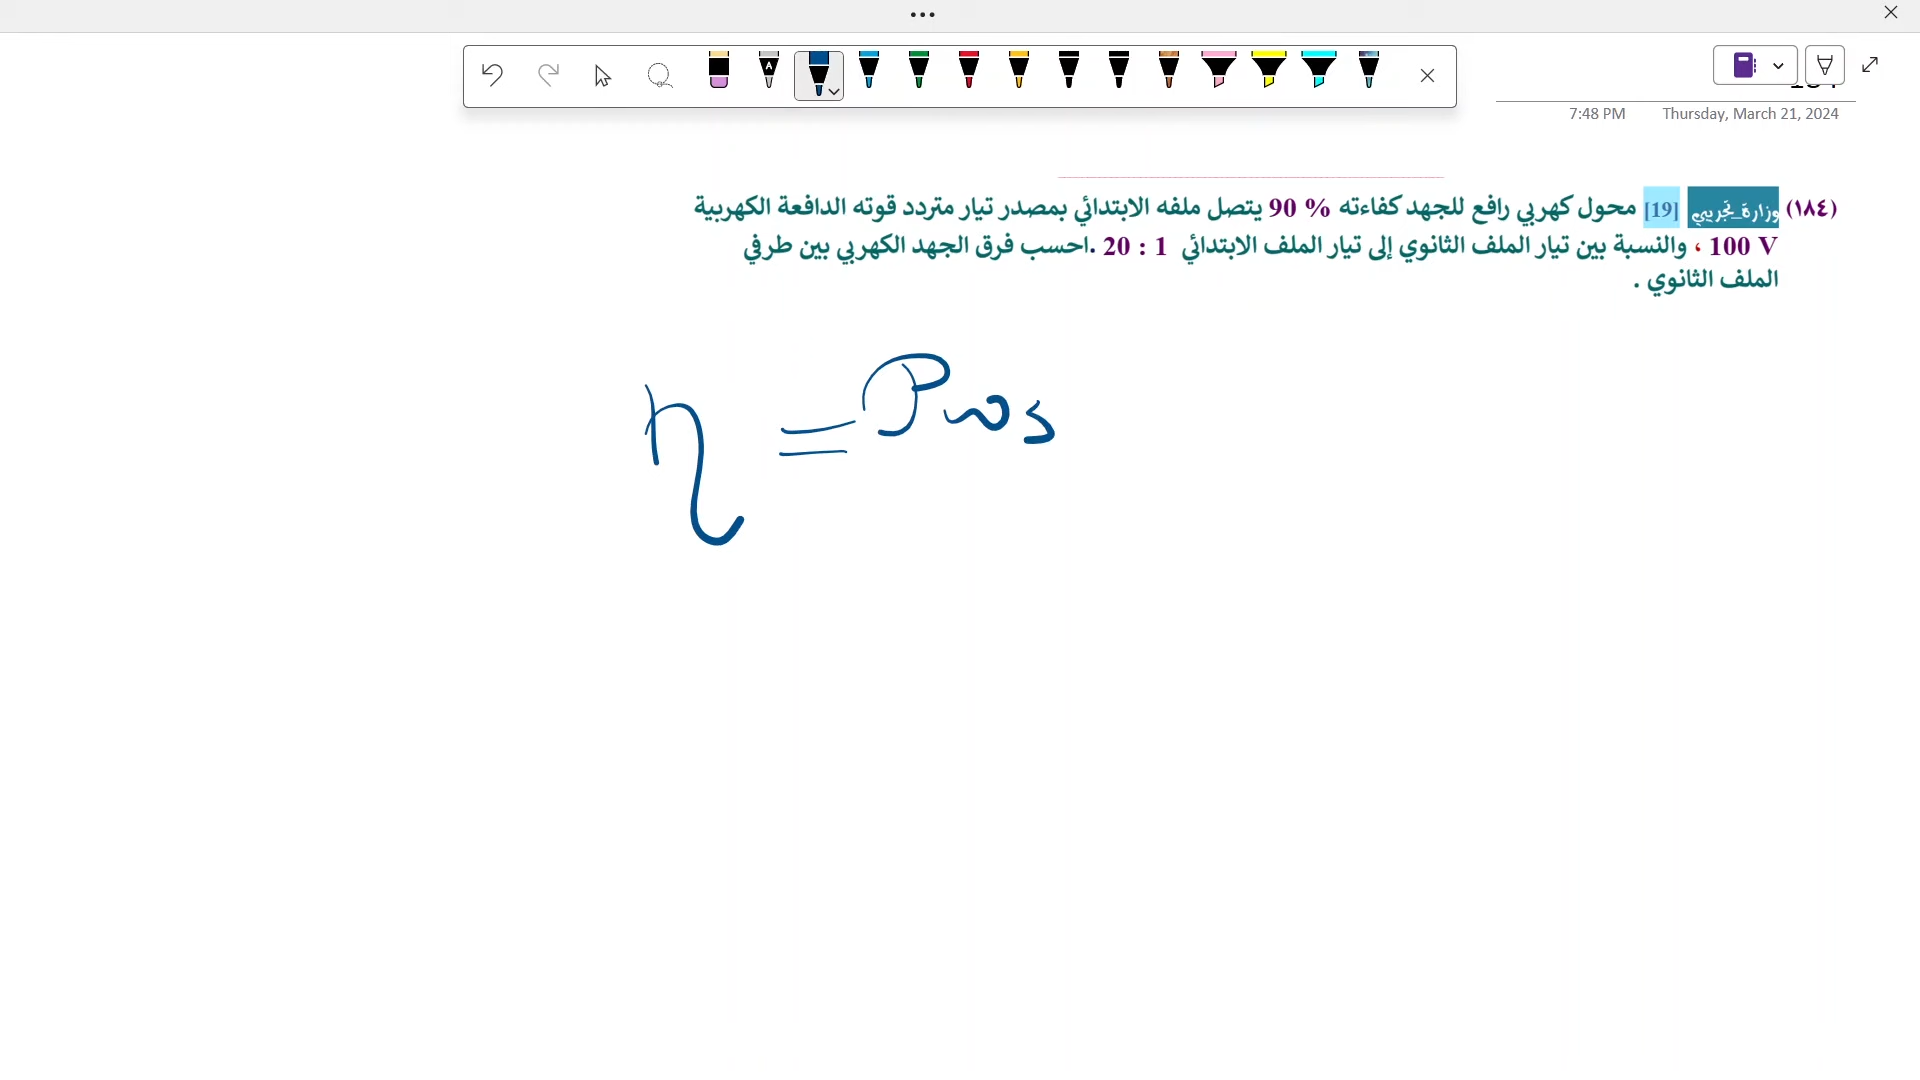 7:48 PM Thursday, March 21, 2024
(١٨٤) وزارة_تجريبي [19] محول كهربي رافع للجهد كفاءته % 90 يتصل ملفه الابتدائي بمصدر تيار متردد قوته الدافعة الكهربية
100 V ، والنسبة بين تيار الملف الثانوي إلى تيار الملف الابتدائي 1 : 20 .احسب فرق الجهد الكهربي بين طرفي
الملف الثانوي .
η = Pws